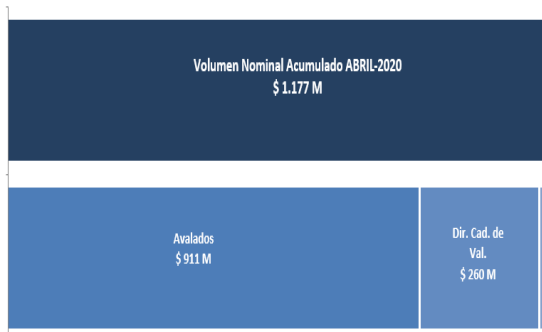 Volumen Nominal Acumulado ABRIL-2020
$ 1.177 M
Avalados
$ 911 M
Dir. Cad. de
Val.
$ 260 M